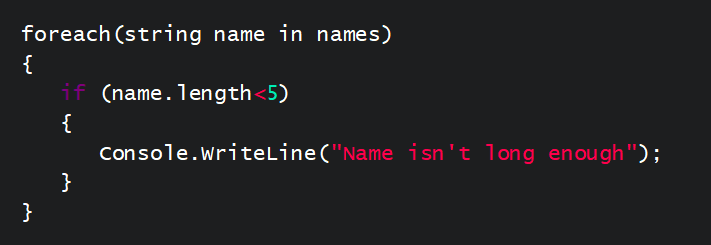 foreach(string name in names)
{
   if (name.length<5)
   {
      Console.WriteLine("Name isn't long enough");
   }
}